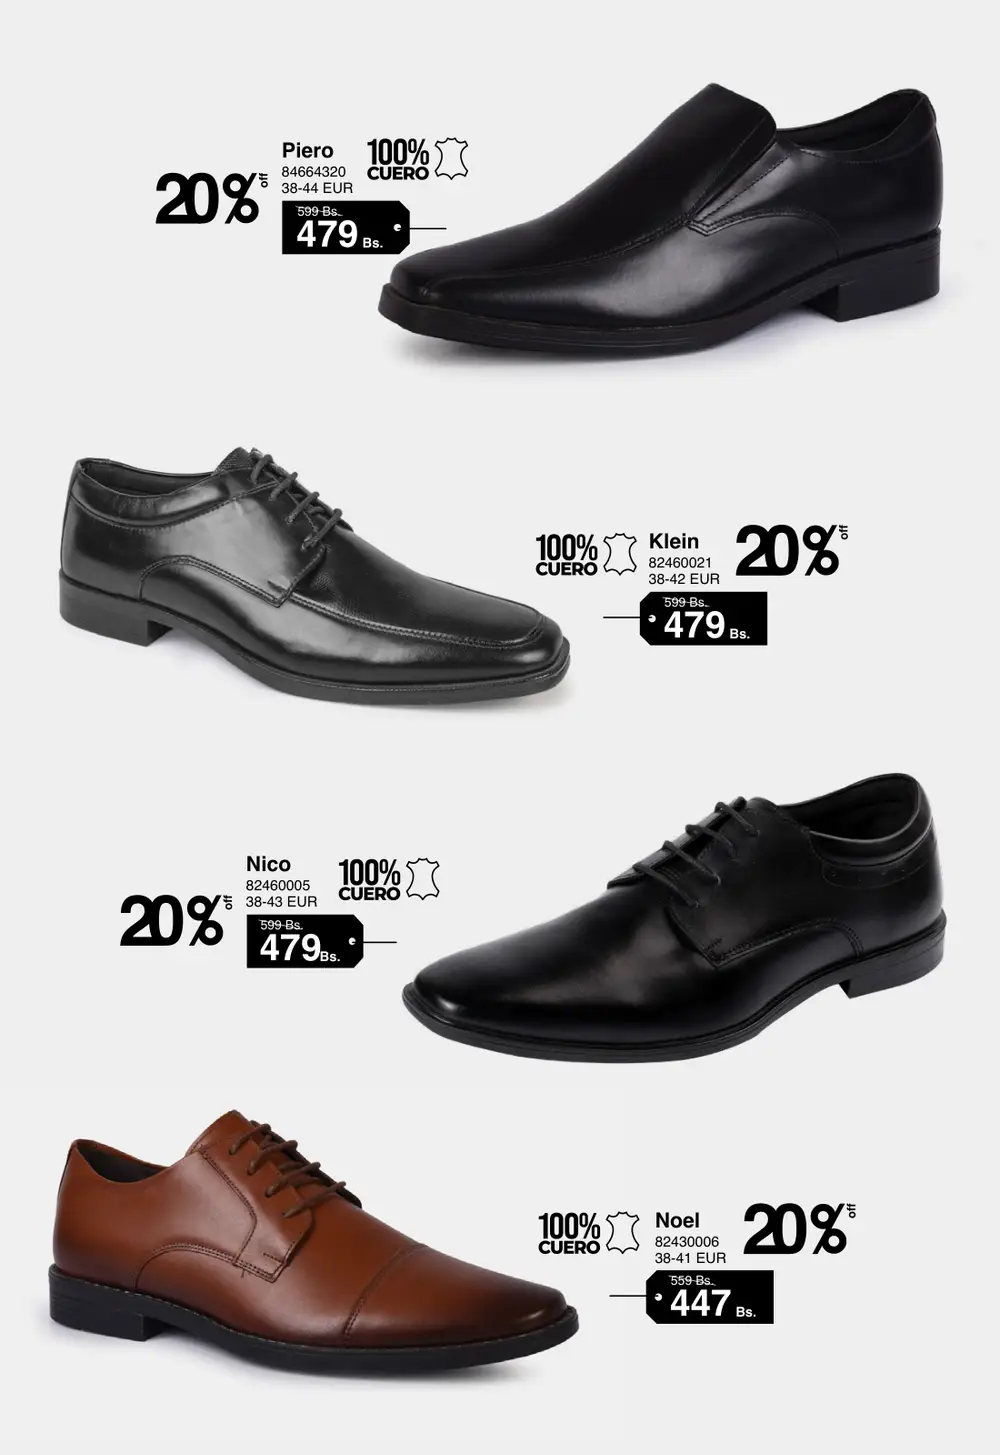 Piero
84664320
38-44 EUR
100%
CUERO
20% off
599 Bs.
479 Bs.
100%
CUERO
Klein
82460021
38-42 EUR
20% off
599 Bs.
479 Bs.
Nico
82460005
38-43 EUR
100%
CUERO
20% off
599 Bs.
479 Bs.
100%
CUERO
Noel
82430006
38-41 EUR
20% off
559 Bs.
447 Bs.